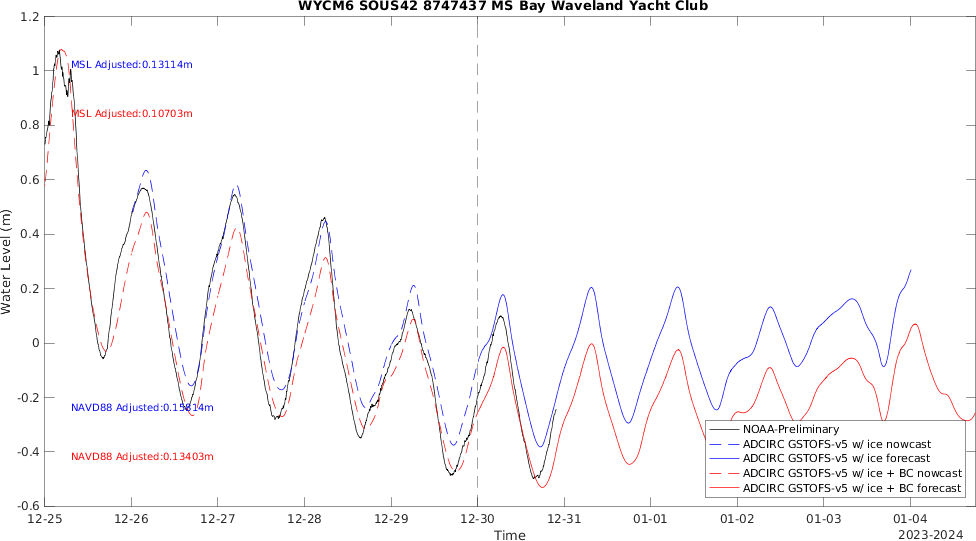 WYCM6 SOUS42 8747437 MS Bay Waveland Yacht Club
1.2
1
0.8
0.6
0.4
0.2
0
-0.2
-0.4
-0.6
Water Level (m)
MSL Adjusted:0.13114m
MSL Adjusted:0.10703m
NAVD88 Adjusted:0.15814m
NAVD88 Adjusted:0.13403m
NOAA-Preliminary
ADCIRC GSTOFS-v5 w/ ice nowcast
ADCIRC GSTOFS-v5 w/ ice forecast
ADCIRC GSTOFS-v5 w/ ice + BC nowcast
ADCIRC GSTOFS-v5 w/ ice + BC forecast
12-25 12-26 12-27 12-28 12-29 12-30 12-31 01-01 01-02 01-03 01-04
Time
2023-2024